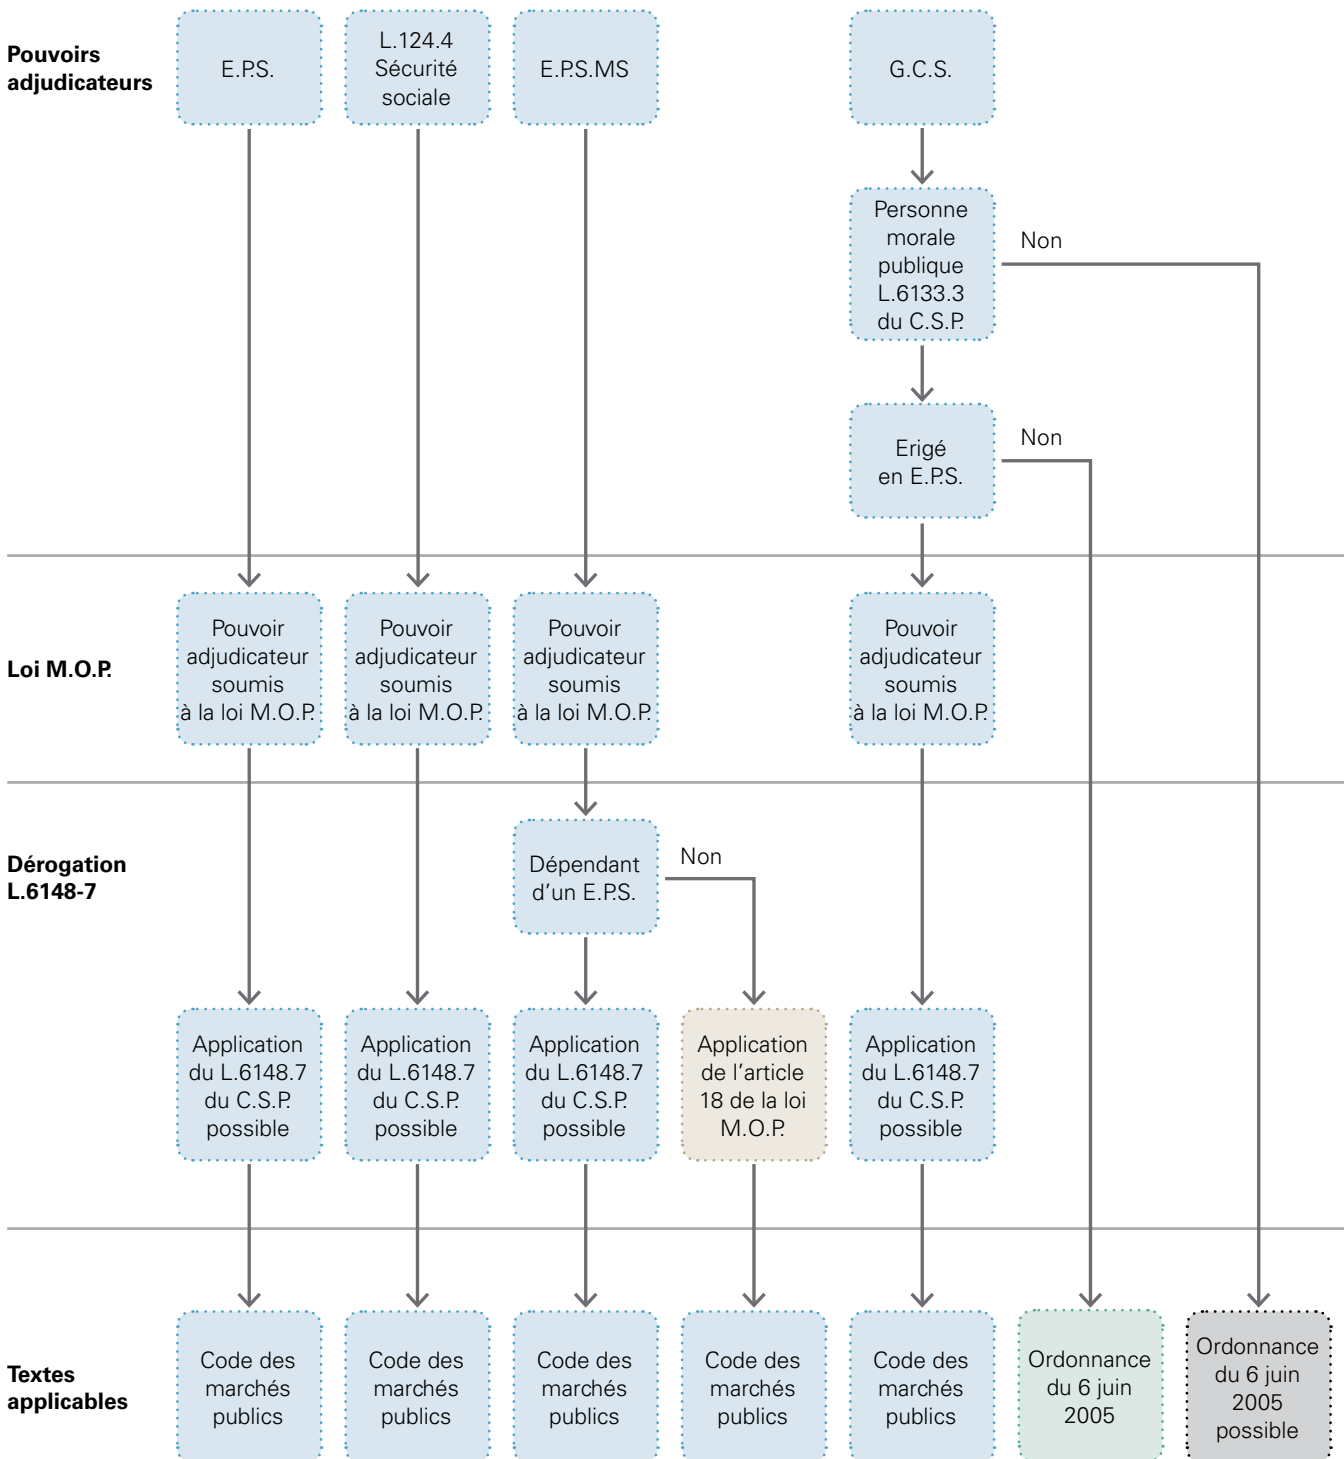 Pouvoirs
adjudicateurs
E.P.S.
L.124.4
Sécurité
sociale
E.P.S.MS
G.C.S.
Personne
morale
publique
L.6133.3
du C.S.P.
Non
Erigé
en E.P.S.
Non
Loi M.O.P.
Pouvoir
adjudicateur
soumis
à la loi M.O.P.
Pouvoir
adjudicateur
soumis
à la loi M.O.P.
Pouvoir
adjudicateur
soumis
à la loi M.O.P.
Pouvoir
adjudicateur
soumis
à la loi M.O.P.
Dérogation
L.6148-7
Dépendant
d'un E.P.S.
Non
Application
du L.6148.7
du C.S.P.
possible
Application
du L.6148.7
du C.S.P.
possible
Application
du L.6148.7
du C.S.P.
possible
Application
de l'article
18 de la loi
M.O.P.
Application
du L.6148.7
du C.S.P.
possible
Textes
applicables
Code des
marchés
publics
Code des
marchés
publics
Code des
marchés
publics
Code des
marchés
publics
Code des
marchés
publics
Ordonnance
du 6 juin
2005
Ordonnance
du 6 juin
2005
possible